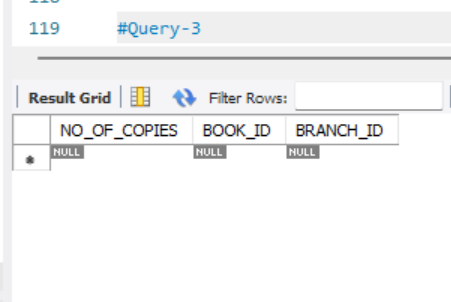 119 #Query-3
Result Grid Filter Rows:
NO_OF_COPIES BOOK_ID BRANCH_ID
* NULL NULL NULL